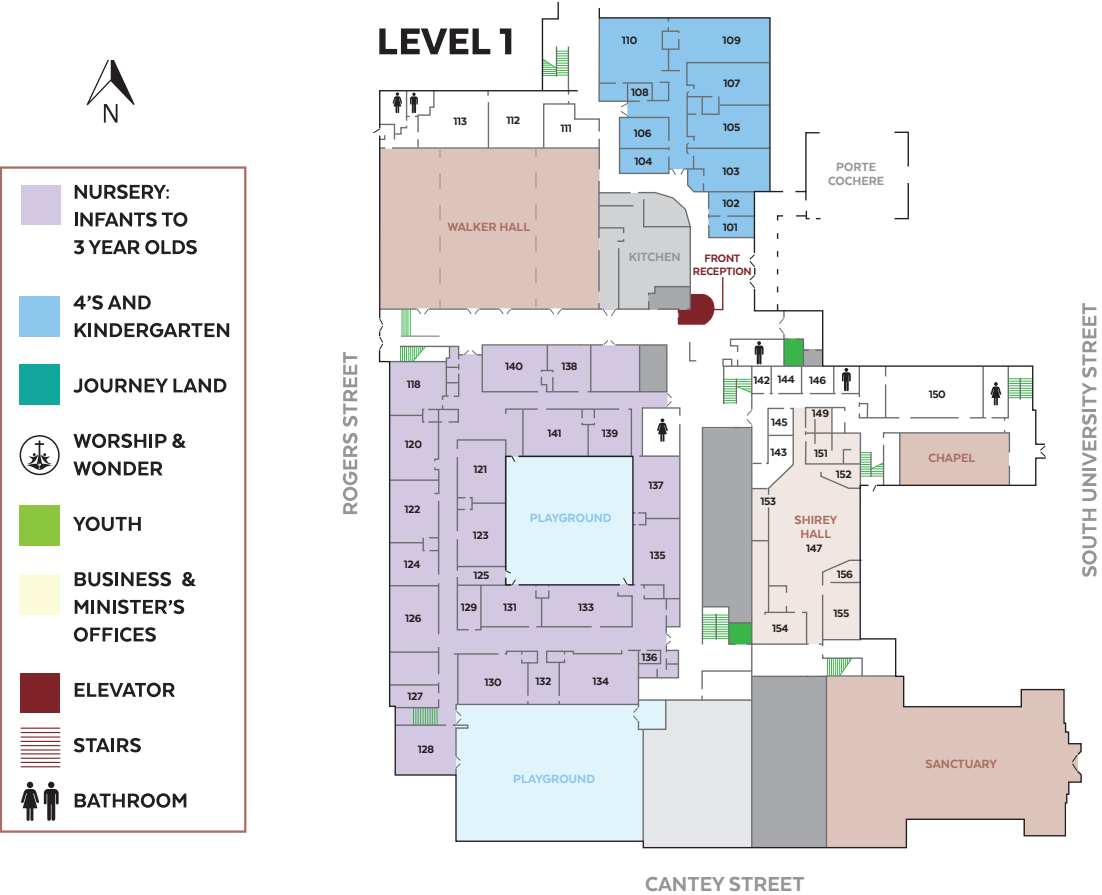 LEVEL 1
N
NURSERY:
INFANTS TO
3 YEAR OLDS
4'S AND
KINDERGARTEN
JOURNEY LAND
WORSHIP &
WONDER
YOUTH
BUSINESS &
MINISTER'S
OFFICES
ELEVATOR
STAIRS
BATHROOM
110
109
107
108
113
112
111
106
105
104
103
102
101
PORTE
COCHERE
WALKER HALL
KITCHEN
FRONT
RECEPTION
ROGERS STREET
SOUTH UNIVERSITY STREET
118
140
138
142
144
146
150
120
141
139
145
149
143
151
CHAPEL
121
152
137
122
153
PLAYGROUND
SHIREY
HALL
147
123
135
124
125
156
126
129
131
133
155
154
136
130
132
134
127
128
PLAYGROUND
SANCTUARY
CANTEY STREET